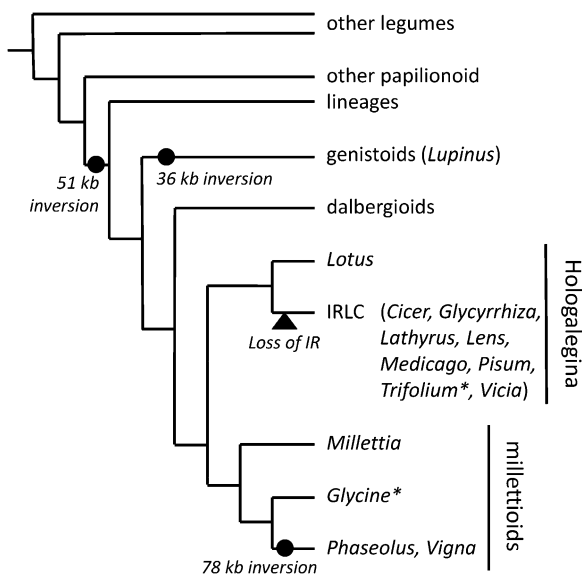 other legumes
other papilionoid
lineages
51 kb
inversion
36 kb inversion
genistoids (Lupinus)
dalbergioids
Lotus
IRLC (Cicer, Glycyrrhiza,
Lathyrus, Lens,
Medicago, Pisum,
Trifolium*, Vicia)
Loss of IR
Hologalegina
Millettia
Glycine*
Phaseolus, Vigna
78 kb inversion
millettioids